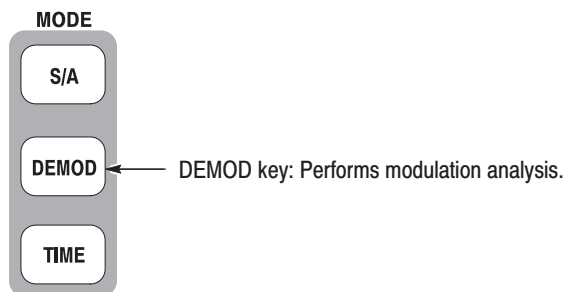 MODE
S/A
DEMOD
DEMOD key: Performs modulation analysis.
TIME